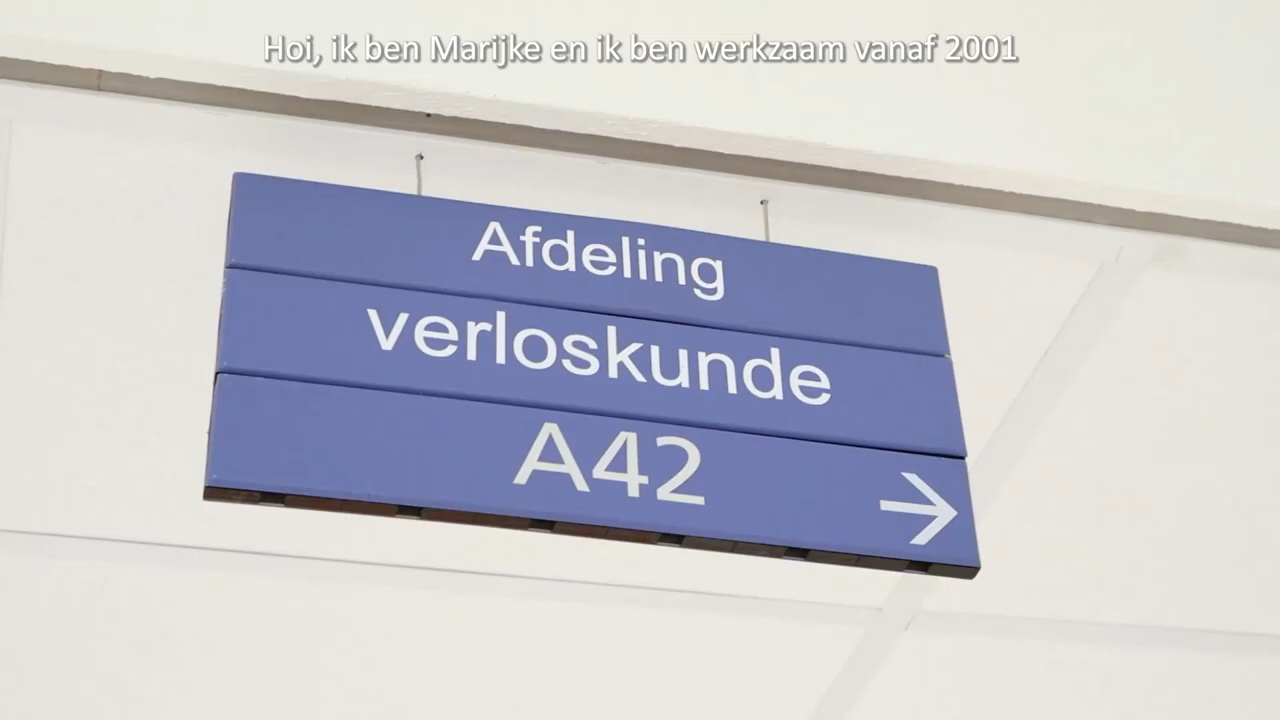 Hoi, ik ben Marijke en ik ben werkzaam vanaf 2001
Afdeling
verloskunde
A42 →